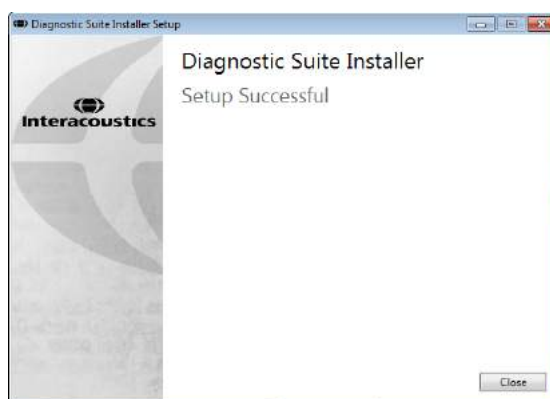 Diagnostic Suite Installer Setup
Diagnostic Suite Installer
Setup Successful
Interacoustics
Close